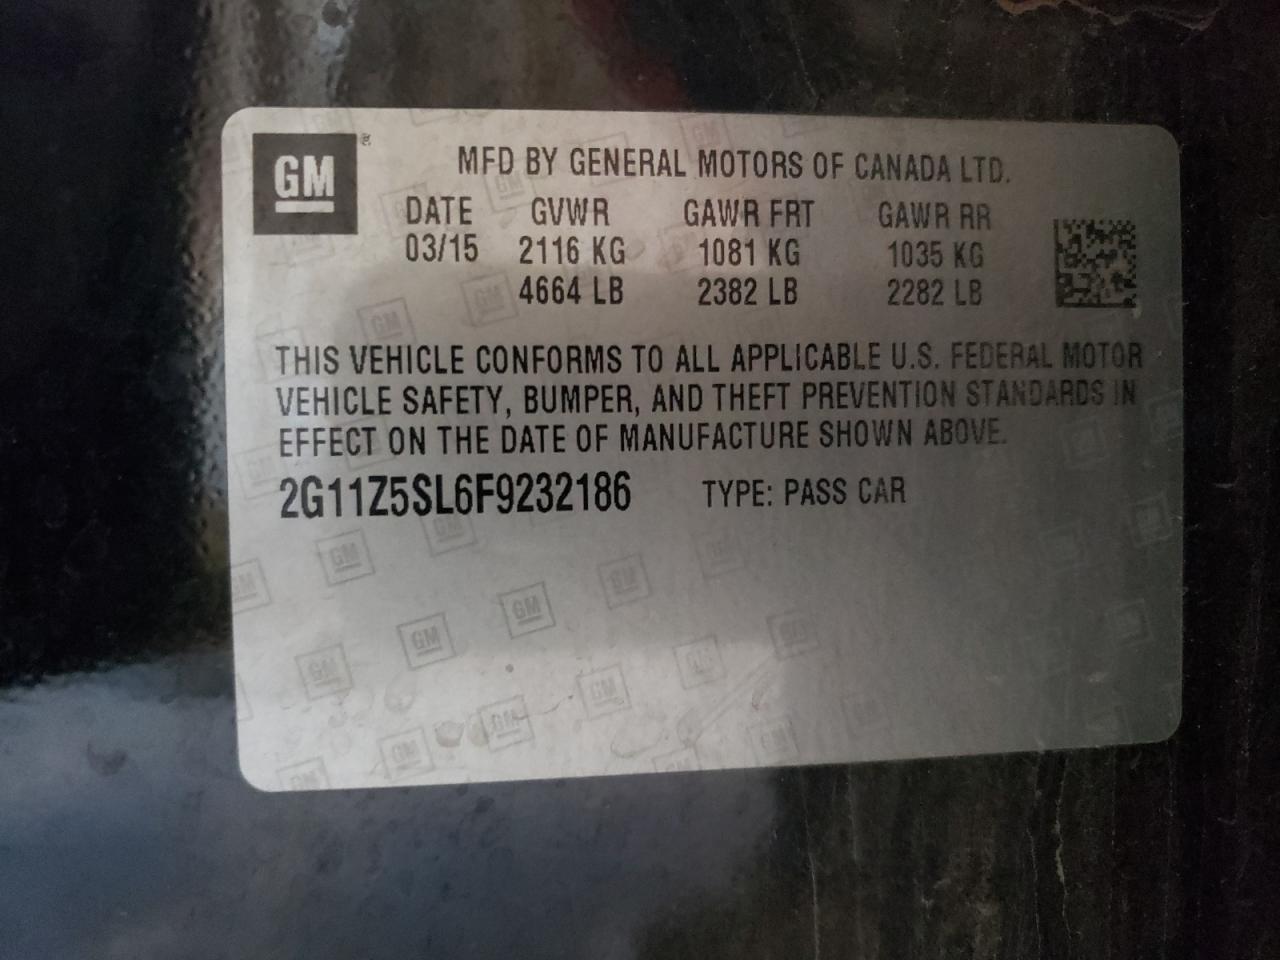 GM ®
MFD BY GENERAL MOTORS OF CANADA LTD.
DATE GVWR GAWR FRT GAWR RR
03/15 2116 KG 1081 KG 1035 KG
4664 LB 2382 LB 2282 LB
THIS VEHICLE CONFORMS TO ALL APPLICABLE U.S. FEDERAL MOTOR
VEHICLE SAFETY, BUMPER, AND THEFT PREVENTION STANDARDS IN
EFFECT ON THE DATE OF MANUFACTURE SHOWN ABOVE.
2G11Z5SL6F9232186 TYPE: PASS CAR